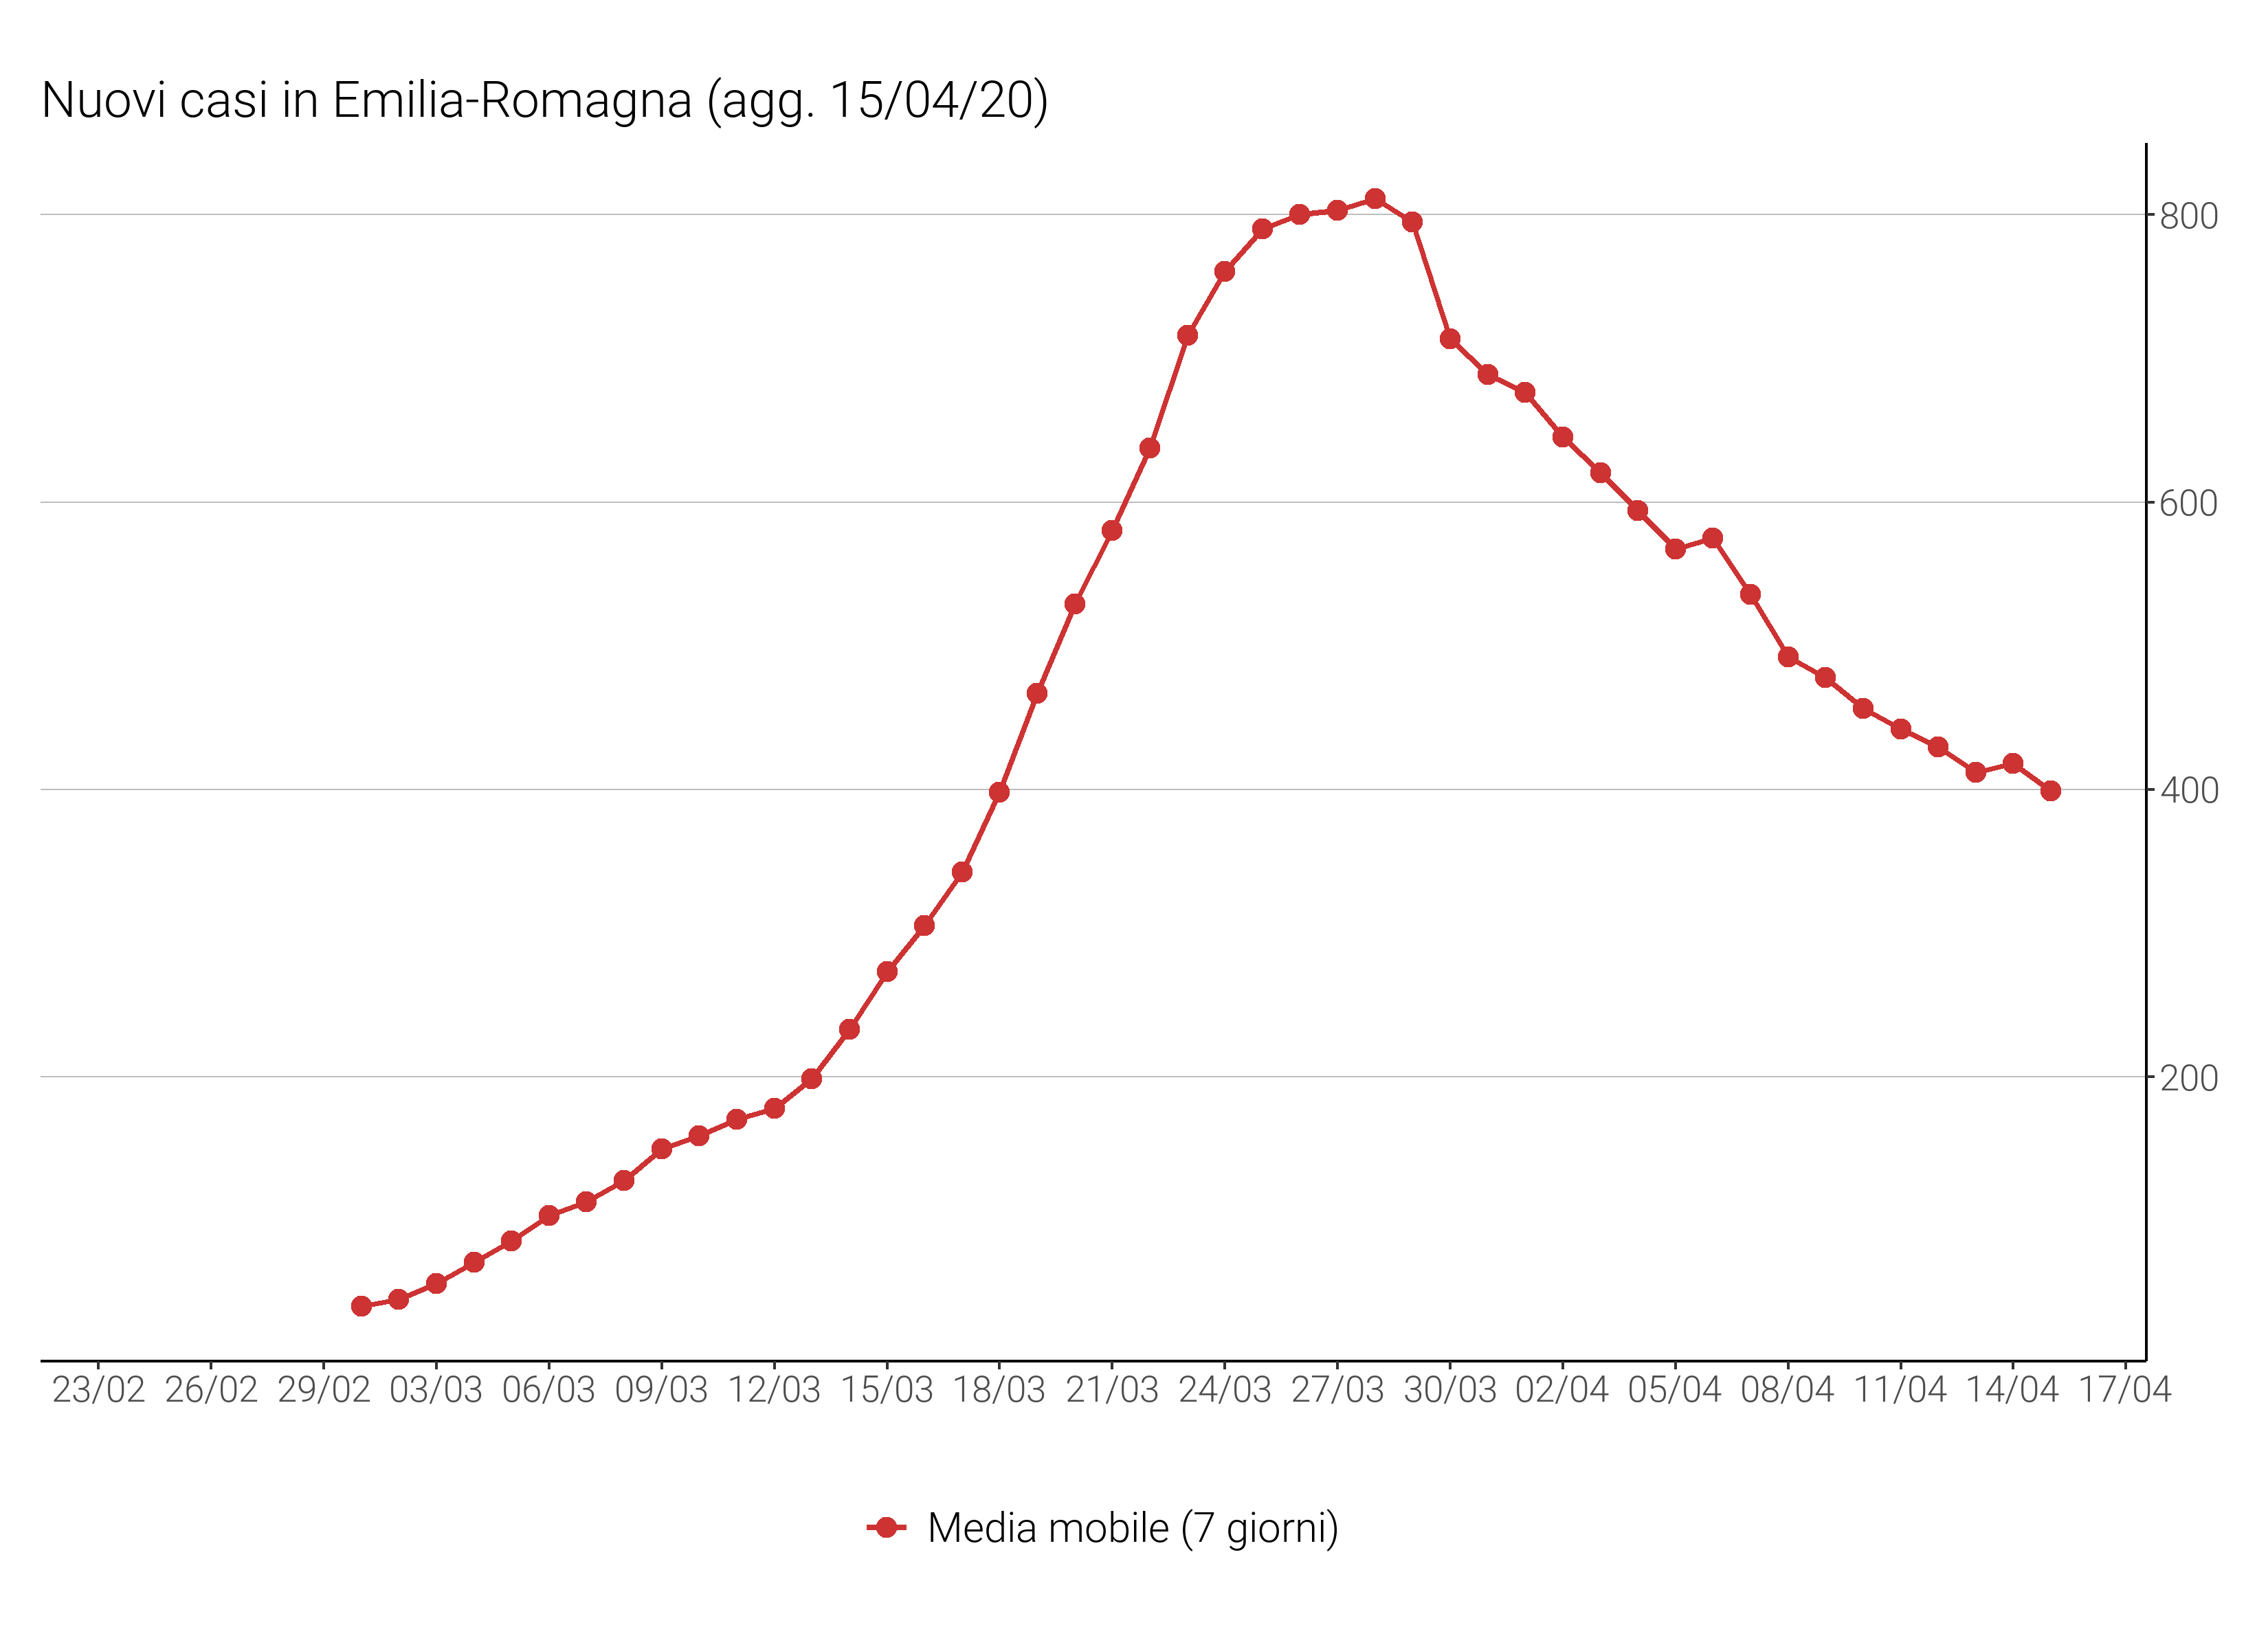 Nuovi casi in Emilia-Romagna (agg. 15/04/20)
800
600
400
200
23/02 26/02 29/02 03/03 06/03 09/03 12/03 15/03 18/03 21/03 24/03 27/03 30/03 02/04 05/04 08/04 11/04 14/04 17/04
Media mobile (7 giorni)